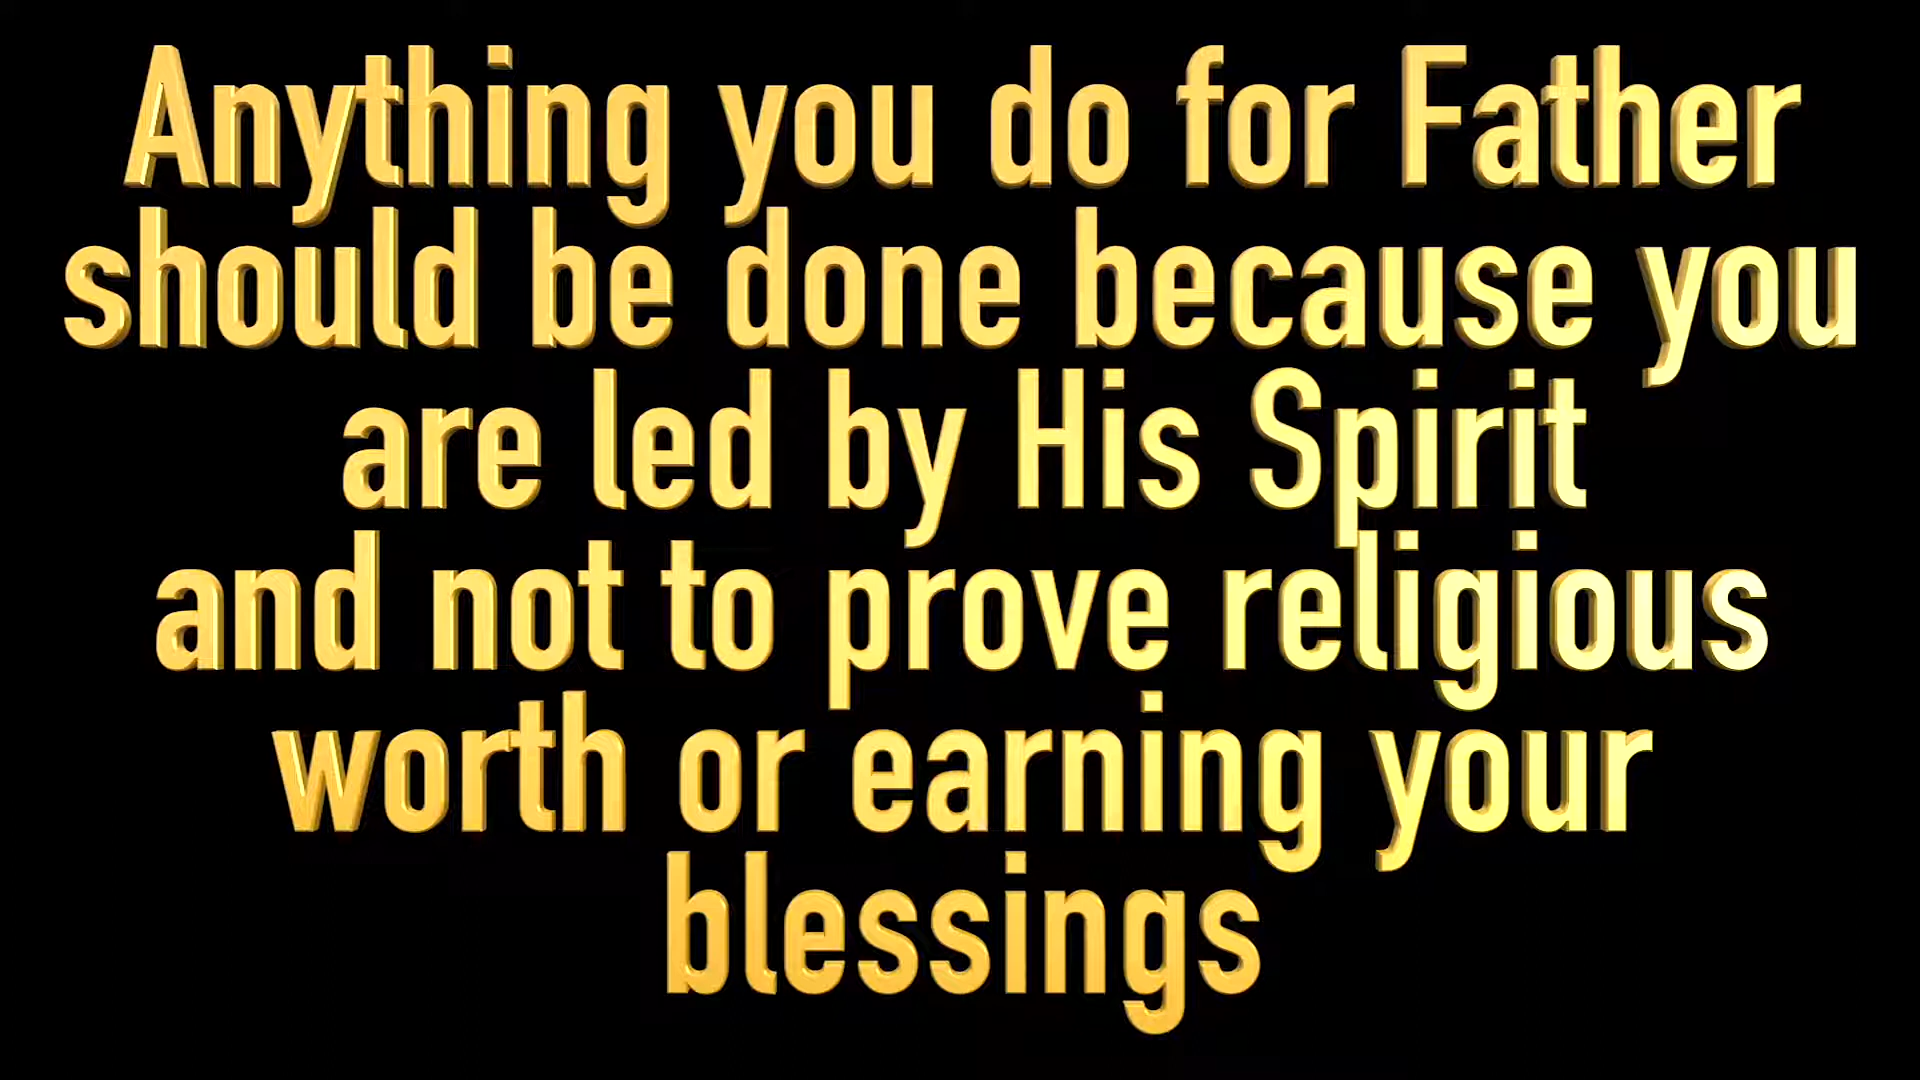 Anything you do for Father
should be done because you
are led by His Spirit
and not to prove religious
worth or earning your
blessings